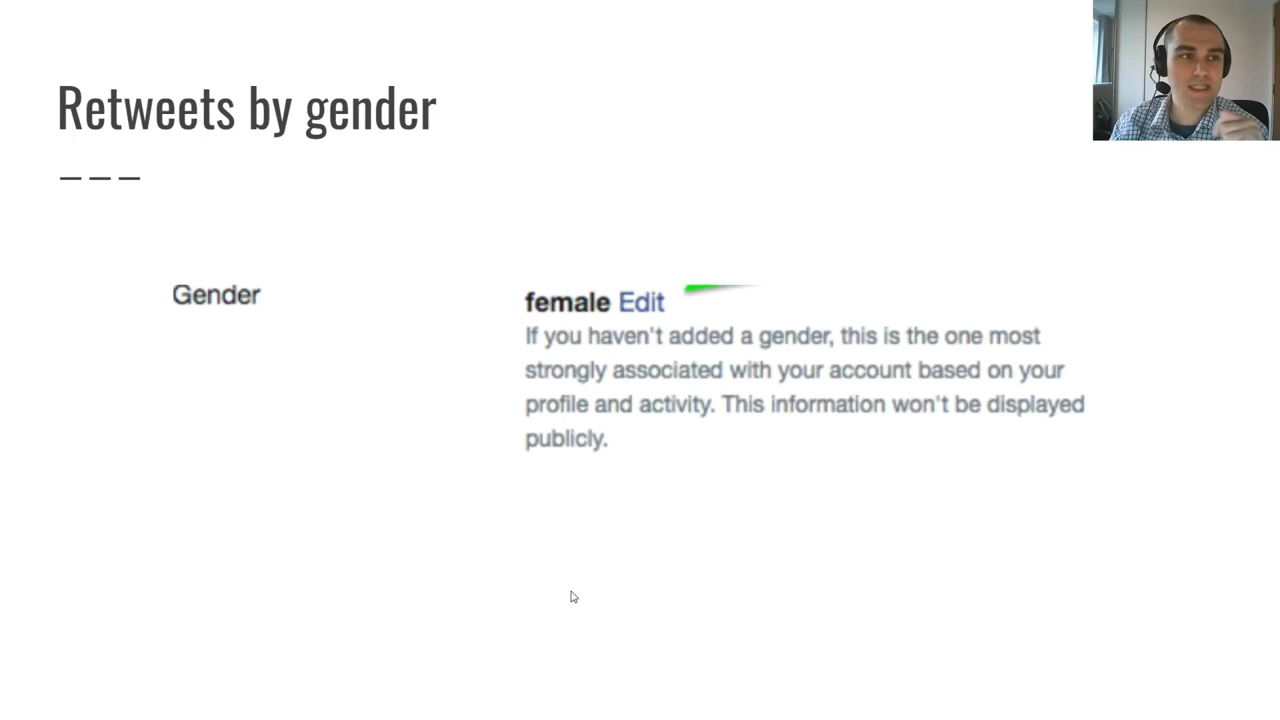 Retweets by gender
Gender
female Edit
If you haven't added a gender, this is the one most
strongly associated with your account based on your
profile and activity. This information won't be displayed
publicly.